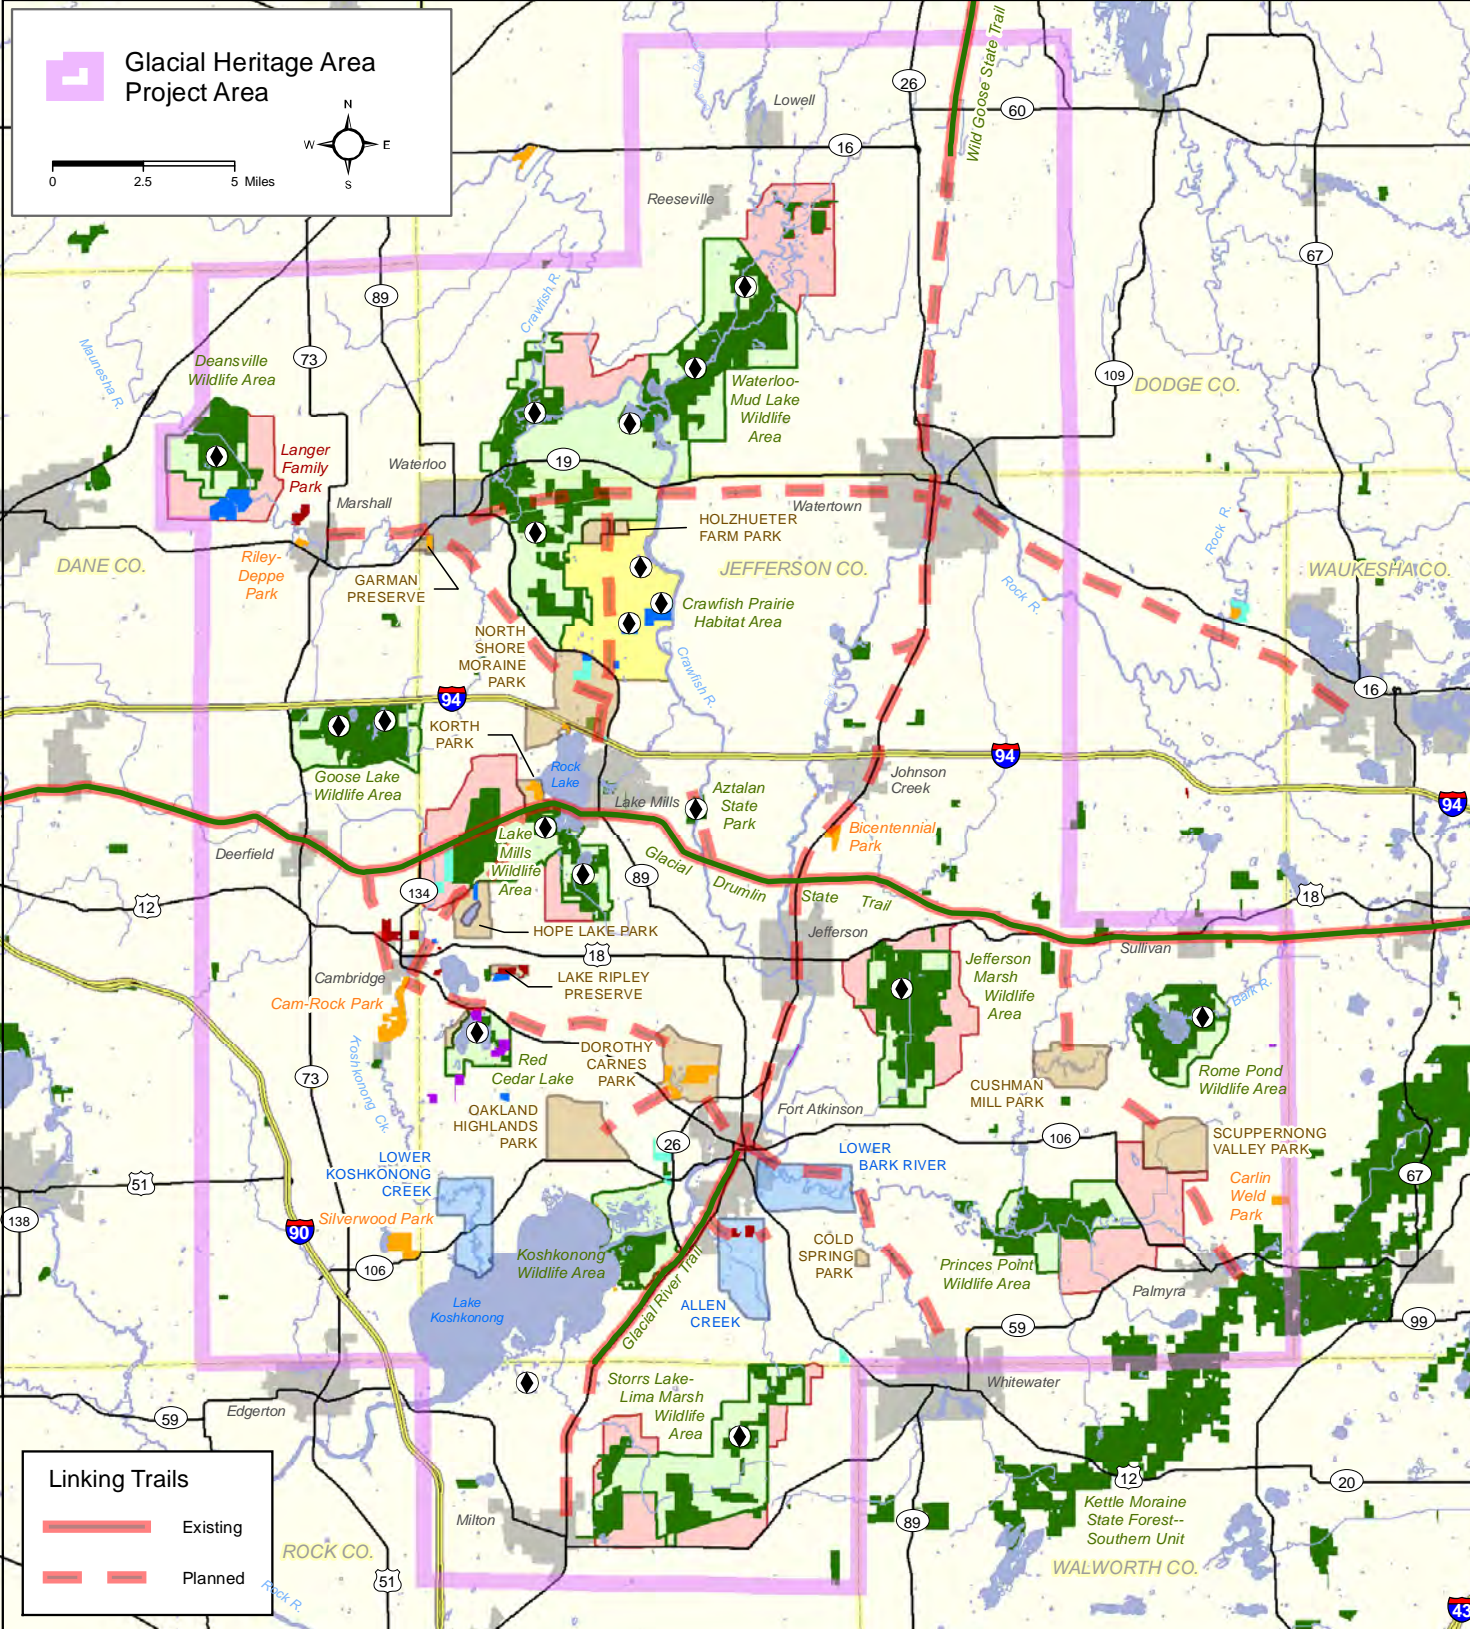 Glacial Heritage Area
Project Area
N
W
E
S
0
2.5
5 Miles
Wild Goose State Trail
26
60
Lowell
16
Reeseville
67
89
Crawfish R.
Maunesha R.
Deansville
Wildlife Area
73
109
DODGE CO.
Waterloo-
Mud Lake
Wildlife
Area
Langer
Family
Park
Waterloo
19
Marshall
Watertown
HOLZHUETER
FARM PARK
Rock R.
DANE CO.
Riley-
Deppe
Park
GARMAN
PRESERVE
JEFFERSON CO.
WAUKESHA CO.
Rock R.
Crawfish Prairie
Habitat Area
NORTH
SHORE
MORAINE
PARK
Crawfish R.
94
16
KORTH
PARK
94
Rock
Lake
Goose Lake
Wildlife Area
Johnson
Creek
Aztalan
State
Park
Lake Mills
94
Bicentennial
Park
Lake
Mills
Wildlife
Area
Deerfield
Glacial
Drumlin
State
Trail
134
89
12
18
HOPE LAKE PARK
Jefferson
Sullivan
18
Jefferson
Marsh
Wildlife
Area
Cambridge
LAKE RIPLEY
PRESERVE
Cam-Rock Park
Bark R.
Koshkonong Ck.
DOROTHY
CARNES
PARK
Red
Cedar Lake
73
Rome Pond
Wildlife Area
CUSHMAN
MILL PARK
OAKLAND
HIGHLANDS
PARK
Fort Atkinson
26
106
SCUPPERNONG
VALLEY PARK
LOWER
KOSHKONONG
CREEK
LOWER
BARK RIVER
51
Carlin
Weld
Park
67
138
Silverwood Park
90
COLD
SPRING
PARK
Koshkonong
Wildlife Area
106
Princes Point
Wildlife Area
Palmyra
Lake
Koshkonong
ALLEN
CREEK
Glacial River Trail
59
99
Storrs Lake-
Lima Marsh
Wildlife
Area
Whitewater
Edgerton
59
Linking Trails
Existing
Planned
12
20
Kettle Moraine
State Forest--
Southern Unit
Milton
89
ROCK CO.
WALWORTH CO.
51
Rock R.
43